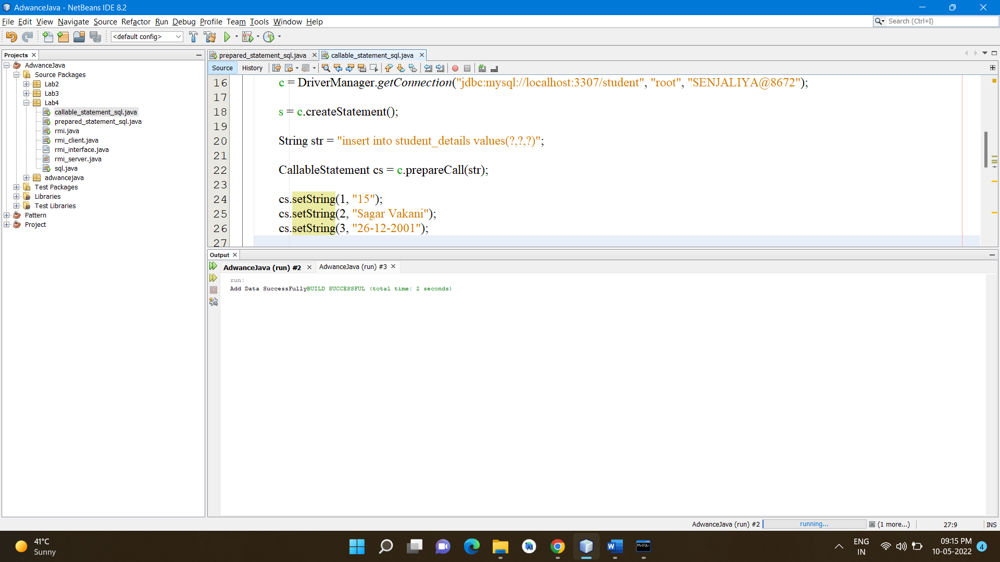 AdwanceJava - NetBeans IDE 8.2
File Edit View Navigate Source Refactor Run Debug Profile Team Tools Window Help
Search (Ctrl+I)
<default config>
Projects
AdwanceJava
Source Packages
Lab2
Lab3
Lab4
callable_statement_sql.java
prepared_statement_sql.java
rmi.java
rmi_client.java
rmi_interface.java
rmi_server.java
sql.java
adwancejava
Test Packages
Libraries
Test Libraries
Pattern
Project
prepared_statement_sql.java callable_statement_sql.java
Source History
16 c = DriverManager.getConnection("jdbc:mysql://localhost:3307/student", "root", "SENJALIYA@8672");
17
18 s = c.createStatement();
19
20 String str = "insert into student_details values(?,?,?)";
21
22 CallableStatement cs = c.prepareCall(str);
23
24 cs.setString(1, "15");
25 cs.setString(2, "Sagar Vakani");
26 cs.setString(3, "26-12-2001");
27
Output
AdwanceJava (run) #2 AdwanceJava (run) #3
run:
Add Data SuccessFullyBUILD SUCCESSFUL (total time: 2 seconds)
AdwanceJava (run) #2 running... (1 more...) 27:9 INS
41°C
Sunny
MySQL
ENG
IN
09:15 PM
10-05-2022
4